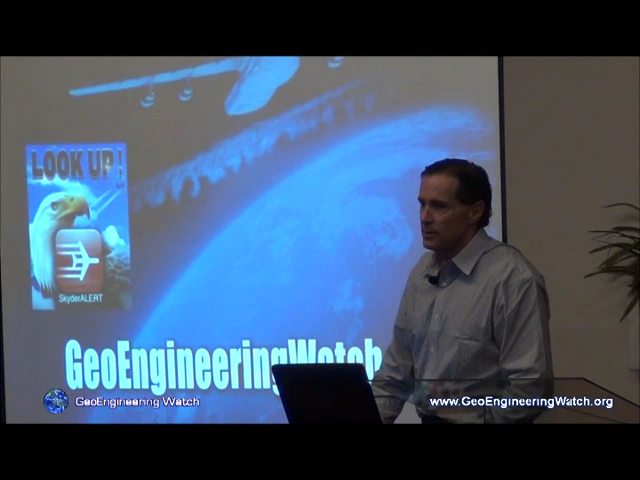 LOOK UP!
SkyderALERT
GeoEngineeringWatch
GeoEngineering Watch
www.GeoEngineeringWatch.org